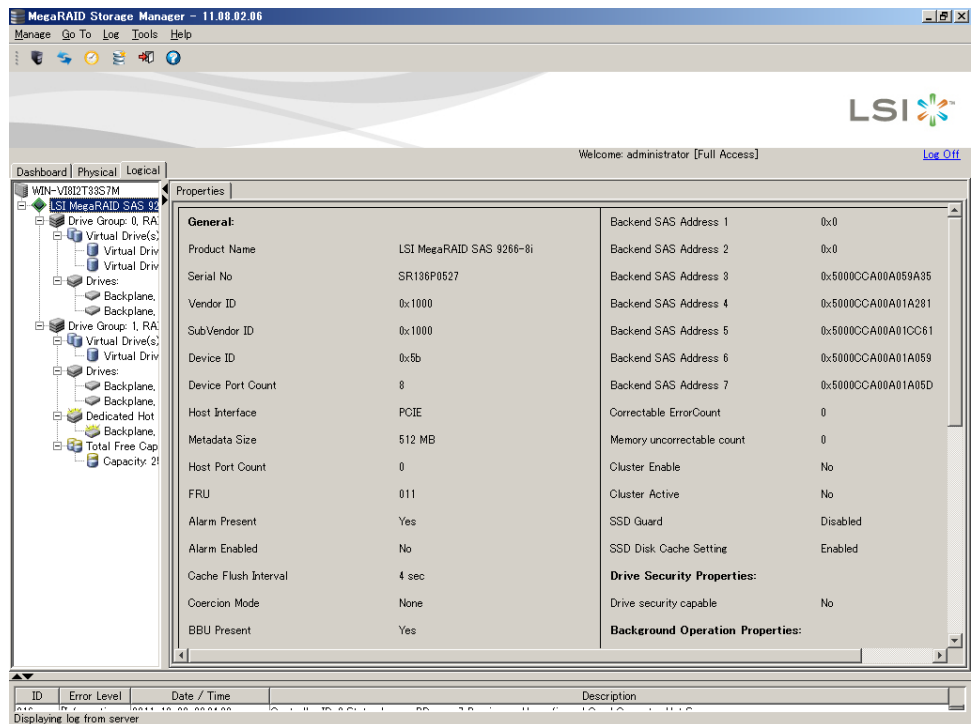 MegaRAID Storage Manager - 11.08.02.06
Manage Go To Log Tools Help
LSI
Welcome: administrator [Full Access]
Log Off
Dashboard Physical Logical
WIN-VI8I2T33S7M
LSI MegaRAID SAS 92
Drive Group: 0, RA
Virtual Drive(s)
Virtual Driv
Virtual Driv
Drives:
Backplane,
Backplane,
Drive Group: 1, RA
Virtual Drive(s)
Virtual Driv
Drives:
Backplane,
Backplane,
Dedicated Hot
Backplane,
Total Free Cap
Capacity:
Properties
General:
Product Name LSI MegaRAID SAS 9266-8i
Serial No SR136P0527
Vendor ID 0x1000
SubVendor ID 0x1000
Device ID 0x5b
Device Port Count 8
Host Interface PCIE
Metadata Size 512 MB
Host Port Count 0
FRU 011
Alarm Present Yes
Alarm Enabled No
Cache Flush Interval 4 sec
Coercion Mode None
BBU Present Yes
Backend SAS Address 1 0x0
Backend SAS Address 2 0x0
Backend SAS Address 3 0x5000CCA00A059A35
Backend SAS Address 4 0x5000CCA00A01A281
Backend SAS Address 5 0x5000CCA00A01CC61
Backend SAS Address 6 0x5000CCA00A01A059
Backend SAS Address 7 0x5000CCA00A01A05D
Correctable ErrorCount 0
Memory uncorrectable count 0
Cluster Enable No
Cluster Active No
SSD Guard Disabled
SSD Disk Cache Setting Enabled
Drive Security Properties:
Drive security capable No
Background Operation Properties:
ID Error Level Date / Time Description
Displaying log from server